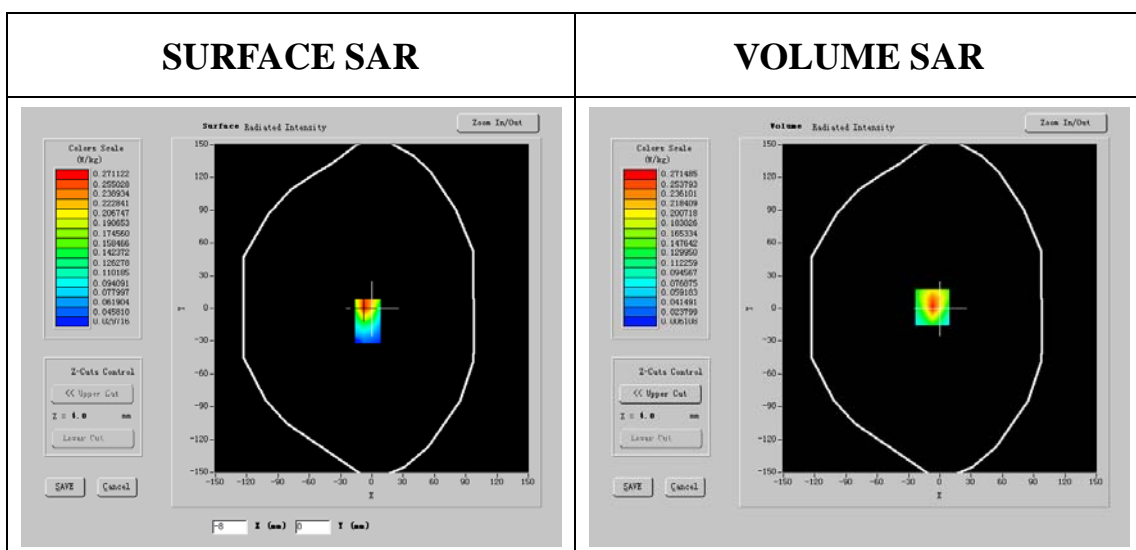 SURFACE SAR
VOLUME SAR
Surface Radiated Intensity
Zoom In/Out
Colors Scale
(W/kg)
0.271122
0.255028
0.238934
0.222841
0.206747
0.190653
0.174560
0.158466
0.142372
0.126278
0.110185
0.094091
0.077997
0.061904
0.045810
0.029716
150
120
90
60
30
0
-30
-60
-90
-120
-150
Y
-150 -120 -90 -60 -30 0 30 60 90 120 150
X
Z-Cuts Control
<< Upper Cut
Z = 4.0 mm
Lower Cut
SAVE Cancel
-8 X (mm) 0 Y (mm)
Volume Radiated Intensity
Zoom In/Out
Colors Scale
(W/kg)
0.271485
0.253793
0.236101
0.218409
0.200718
0.183026
0.165334
0.147642
0.129950
0.112259
0.094567
0.076875
0.059183
0.041491
0.023799
0.006108
150
120
90
60
30
0
-30
-60
-90
-120
-150
Y
-150 -120 -90 -60 -30 0 30 60 90 120 150
X
Z-Cuts Control
<< Upper Cut
Z = 4.0 mm
Lower Cut
SAVE Cancel